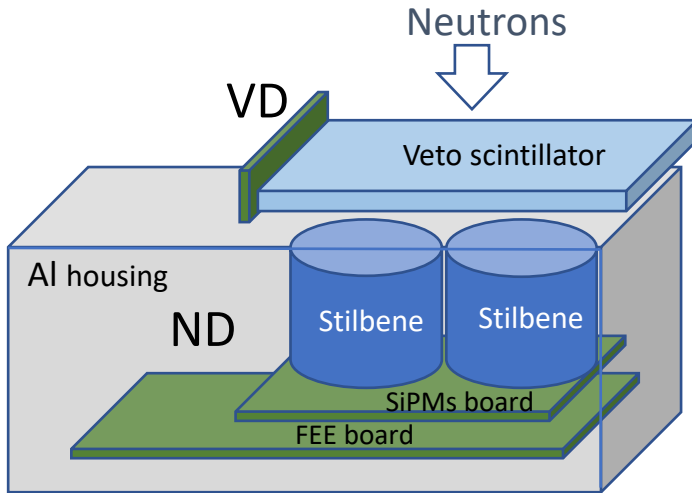 Neutrons
VD
Veto scintillator
Al housing
ND
Stilbene
Stilbene
SiPMs board
FEE board